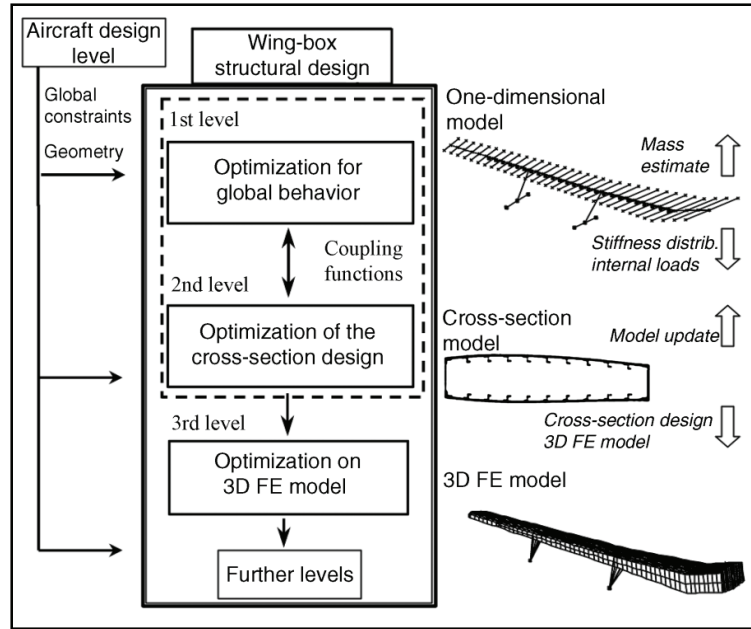 Aircraft design
level
Wing-box
structural design
Global
constraints
Geometry
1st level
Optimization for
global behavior
Coupling
functions
2nd level
Optimization of the
cross-section design
3rd level
Optimization on
3D FE model
Further levels
One-dimensional
model
Mass
estimate
Stiffness distrib.
internal loads
Cross-section
model
Model update
Cross-section design
3D FE model
3D FE model